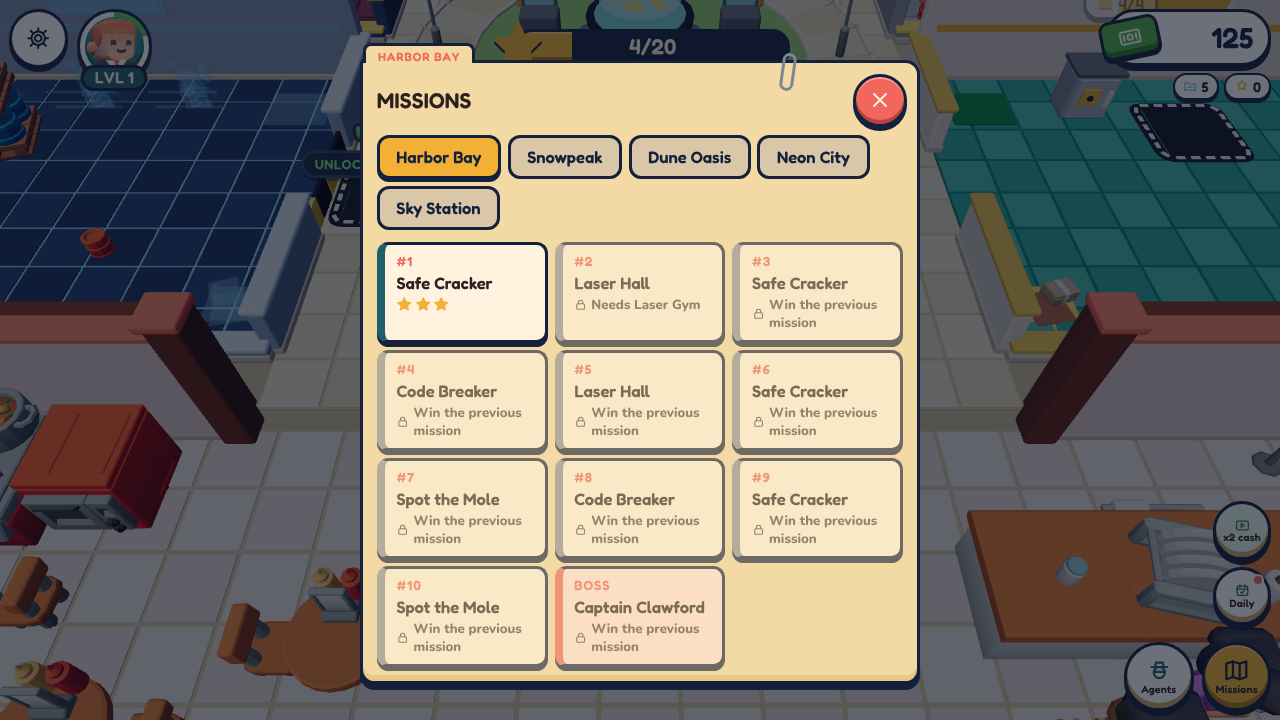 4/4
125
4/20
LVL 1
5
0
UNLOC
HARBOR BAY
MISSIONS
Harbor Bay
Snowpeak
Dune Oasis
Neon City
Sky Station
#1
Safe Cracker
#2
Laser Hall
Needs Laser Gym
#3
Safe Cracker
Win the previous
mission
#4
Code Breaker
Win the previous
mission
#5
Laser Hall
Win the previous
mission
#6
Safe Cracker
Win the previous
mission
#7
Spot the Mole
Win the previous
mission
#8
Code Breaker
Win the previous
mission
#9
Safe Cracker
Win the previous
mission
#10
Spot the Mole
Win the previous
mission
BOSS
Captain Clawford
Win the previous
mission
x2 cash
Daily
Agents
Missions